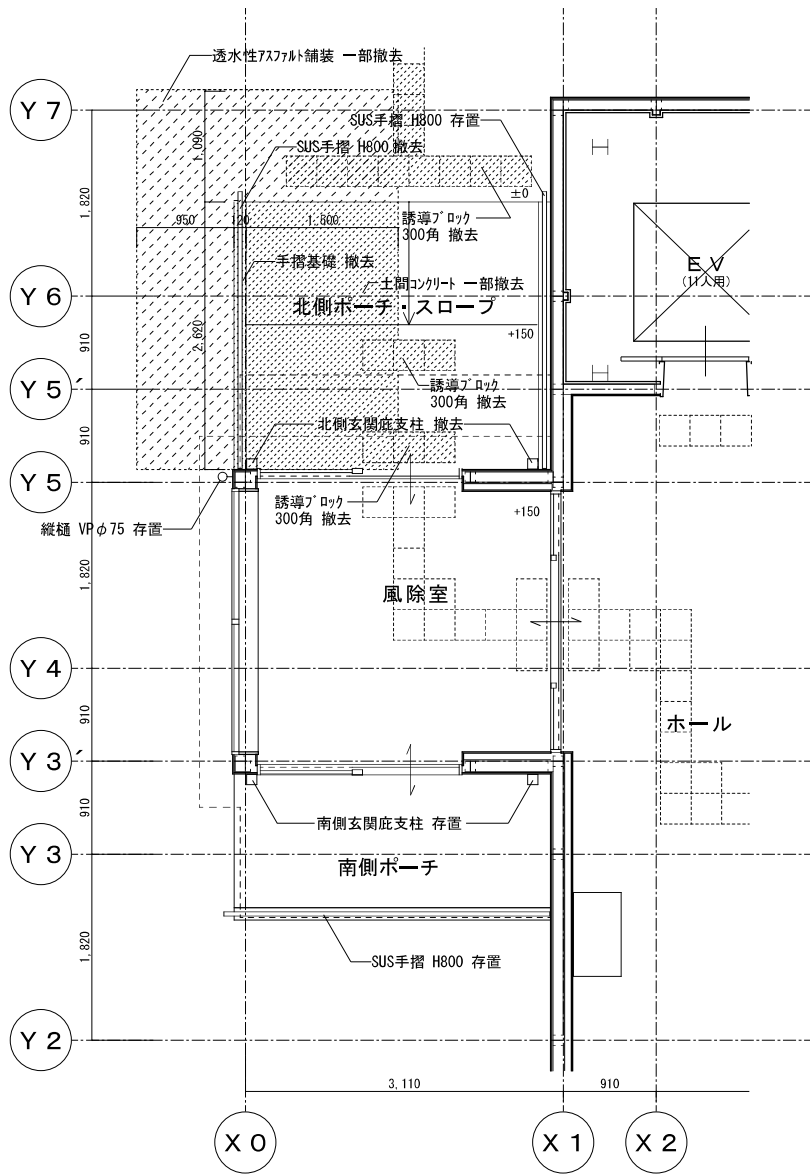 透水性アスファルト舗装 一部撤去
Y 7
SUS手摺 H800 存置
SUS手摺 H800 撤去
1,090
±0
1,820
950
120
1,500
誘導ブロック
300角 撤去
手摺基礎 撤去
EV
(11人用)
土間コンクリート 一部撤去
Y 6
北側ポーチ・スロープ
+150
2,620
910
誘導ブロック
300角 撤去
Y 5´
北側玄関庇支柱 撤去
910
Y 5
誘導ブロック
300角 撤去
+150
縦樋 VPφ75 存置
1,820
風除室
Y 4
910
ホール
Y 3´
910
南側玄関庇支柱 存置
Y 3
南側ポーチ
1,820
SUS手摺 H800 存置
Y 2
3,110
910
X 0
X 1
X 2